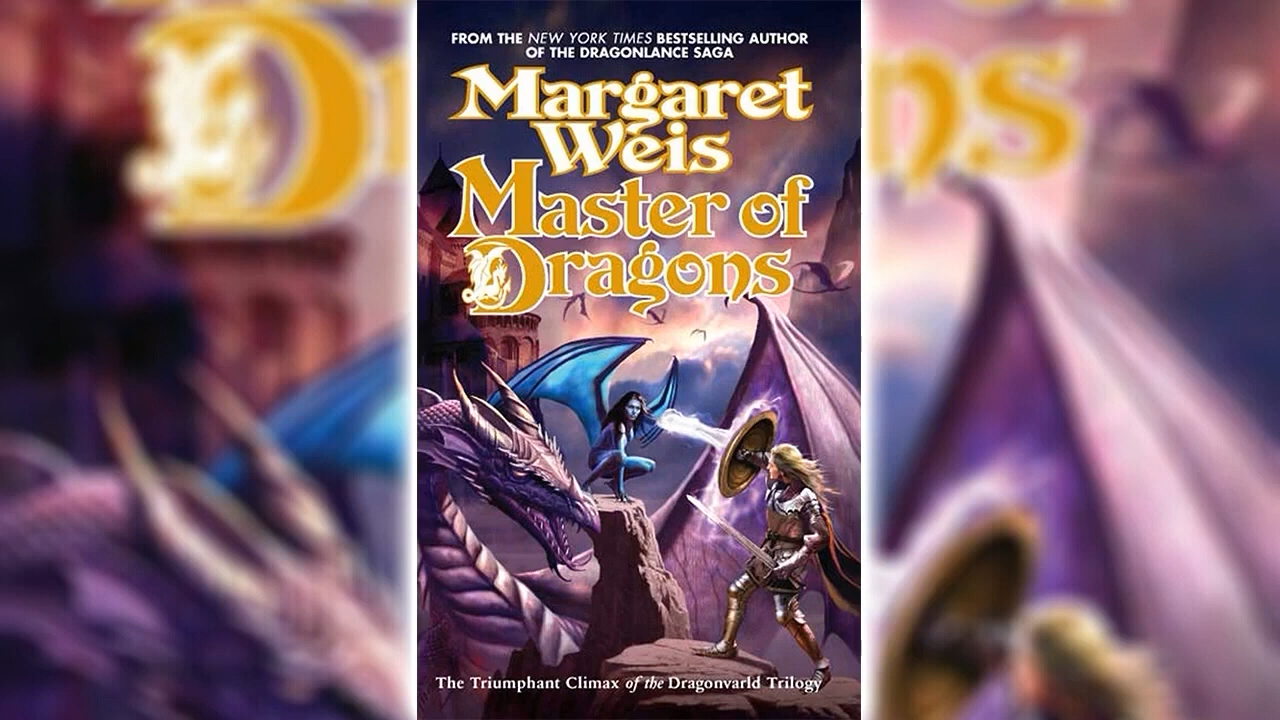 FROM THE NEW YORK TIMES BESTSELLING AUTHOR
OF THE DRAGONLANCE SAGA
Margaret
Weis
Master of
Dragons
The Triumphant Climax of the Dragonvarld Trilogy